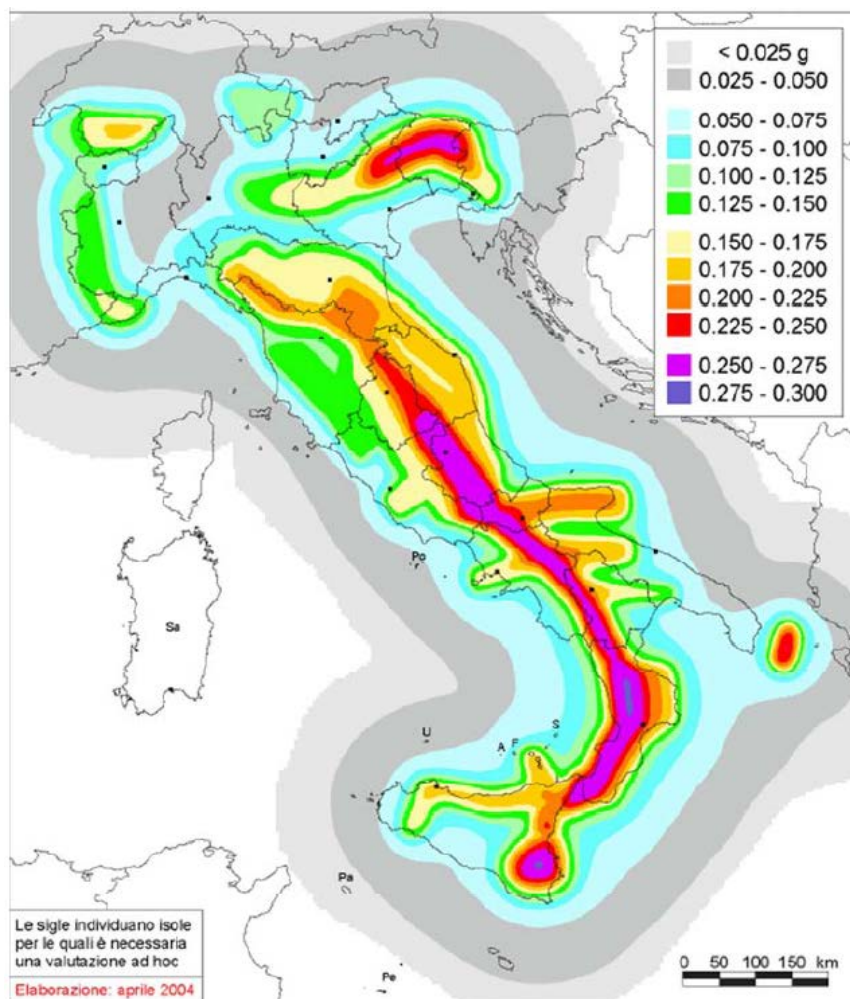 < 0.025 g
0.025 - 0.050
0.050 - 0.075
0.075 - 0.100
0.100 - 0.125
0.125 - 0.150
0.150 - 0.175
0.175 - 0.200
0.200 - 0.225
0.225 - 0.250
0.250 - 0.275
0.275 - 0.300
Po
Sa
U
A
F
S
Pa
Pe
Le sigle individuano isole
per le quali è necessaria
una valutazione ad hoc
Elaborazione: aprile 2004
0 50 100 150 km